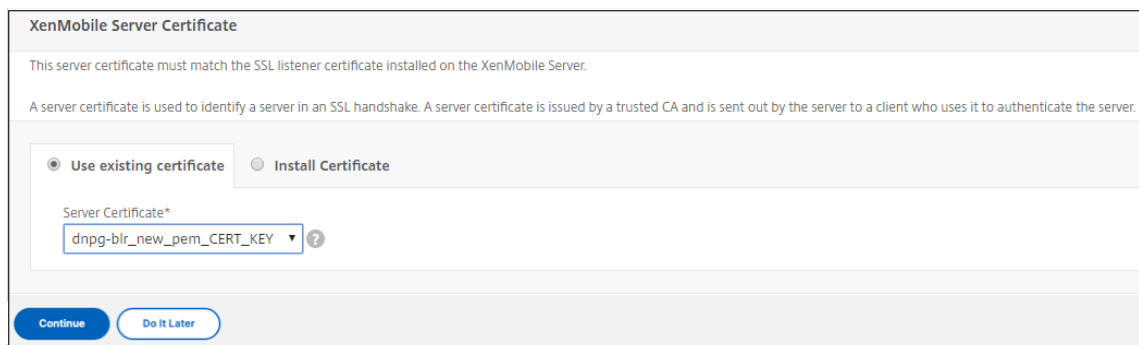 XenMobile Server Certificate
This server certificate must match the SSL listener certificate installed on the XenMobile Server.
A server certificate is used to identify a server in an SSL handshake. A server certificate is issued by a trusted CA and is sent out by the server to a client who uses it to authenticate the server.
Use existing certificate Install Certificate
Server Certificate*
dnpg-blr_new_pem_CERT_KEY ?
Continue Do It Later